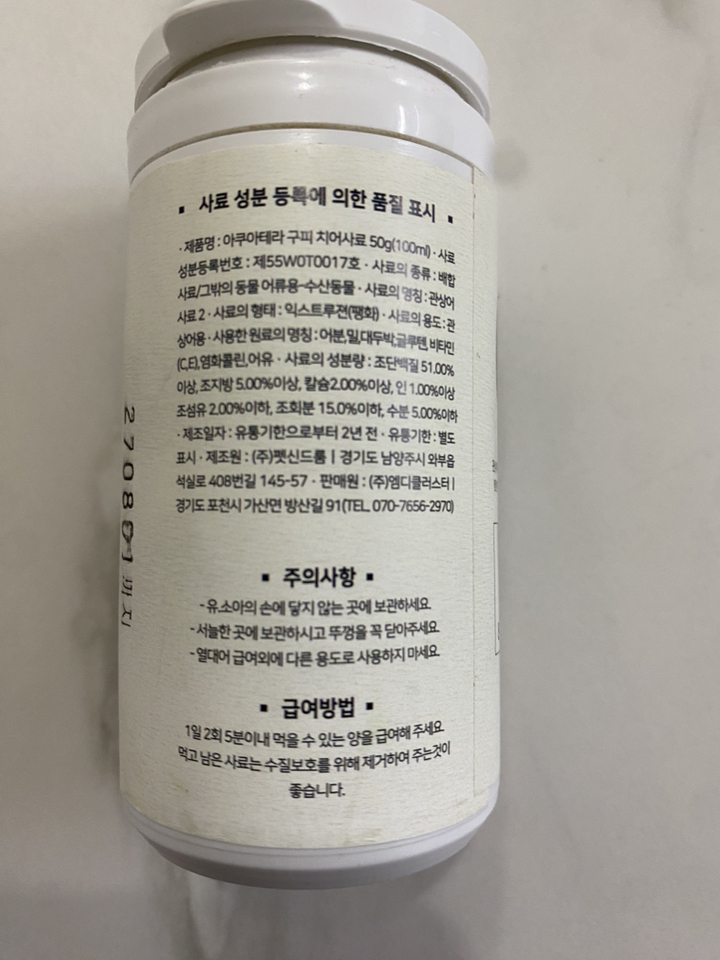 ▪ 사료 성분 등록에 의한 품질 표시 ▪
· 제품명 : 아쿠아테라 구피 치어사료 50g(100ml) · 사료
성분등록번호 : 제55W0T0017호 · 사료의 종류 : 배합
사료/그밖의 동물 어류용-수산동물 · 사료의 명칭 : 관상어
사료 2 · 사료의 형태 : 익스트루젼(팽화) · 사료의 용도 : 관
상어용 · 사용한 원료의 명칭 : 어분,밀,대두박,글루텐, 비타민
(C,E),염화콜린,어유 · 사료의 성분량 : 조단백질 51.00%
이상, 조지방 5.00%이상, 칼슘2.00%이상, 인 1.00%이상
조섬유 2.00%이하, 조회분 15.0%이하, 수분 5.00%이하
· 제조일자 : 유통기한으로부터 2년 전 · 유통기한 : 별도
표시 · 제조원 : (주)펫신드룸 | 경기도 남양주시 와부읍
석실로 408번길 145-57 · 판매원 : (주)엠디클러스터 |
경기도 포천시 가산면 방산길 91(TEL. 070-7656-2970)
▪ 주의사항 ▪
- 유.소아의 손에 닿지 않는 곳에 보관하세요
- 서늘한 곳에 보관하시고 뚜껑을 꼭 닫아주세요
- 열대어 급여외에 다른 용도로 사용하지 마세요
▪ 급여방법 ▪
1일 2회 5분이내 먹을 수 있는 양을 급여해 주세요
먹고 남은 사료는 수질보호를 위해 제거하여 주는것이
좋습니다.
까지